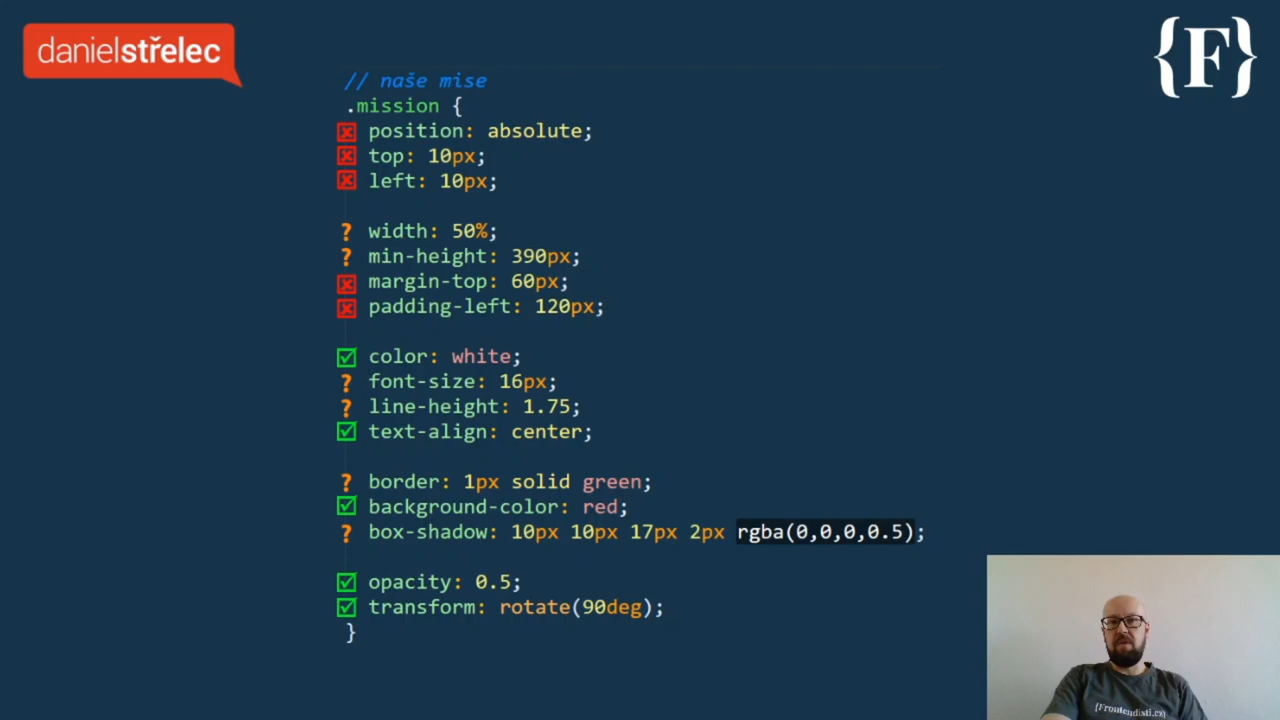 danielstřelec
{F}
// naše mise
.mission {
position: absolute;
top: 10px;
left: 10px;
? width: 50%;
? min-height: 390px;
margin-top: 60px;
padding-left: 120px;
color: white;
? font-size: 16px;
? line-height: 1.75;
text-align: center;
? border: 1px solid green;
background-color: red;
? box-shadow: 10px 10px 17px 2px rgba(0,0,0,0.5);
opacity: 0.5;
transform: rotate(90deg);
}
{Frontendisti.cz}